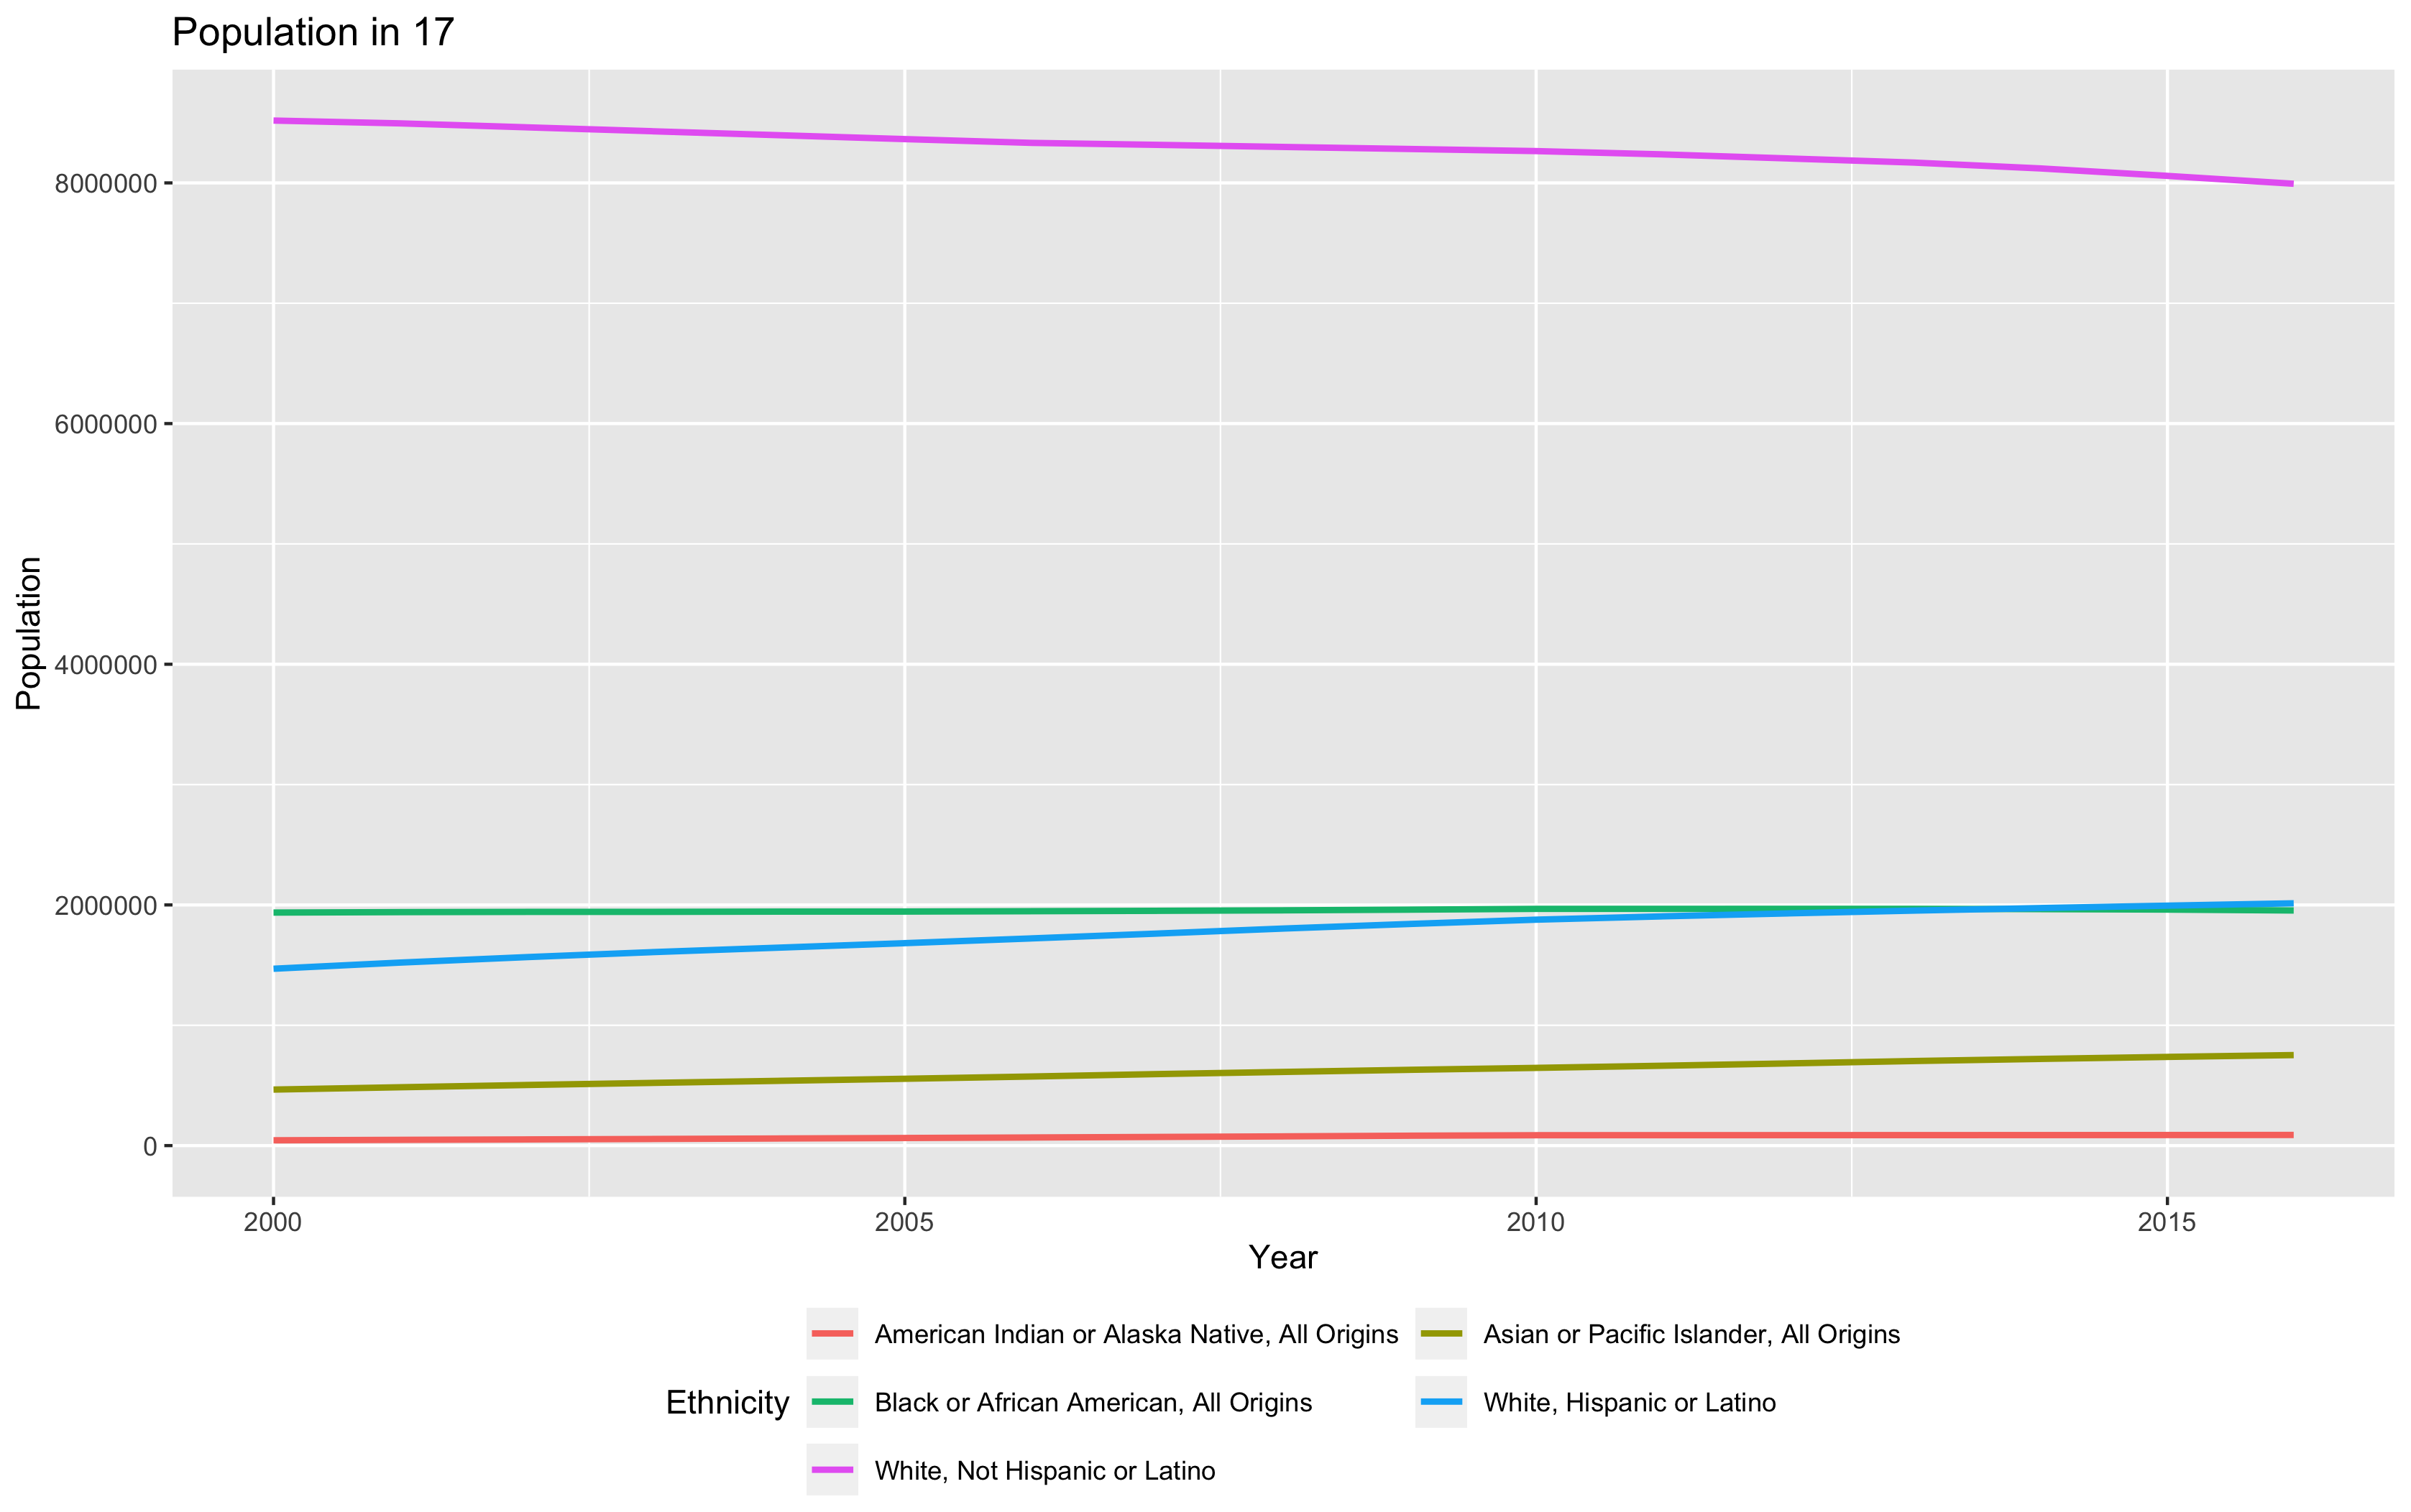 Population in 17
Population
8000000
6000000
4000000
2000000
0
2000
2005
2010
2015
Year
Ethnicity
American Indian or Alaska Native, All Origins
Asian or Pacific Islander, All Origins
Black or African American, All Origins
White, Hispanic or Latino
White, Not Hispanic or Latino